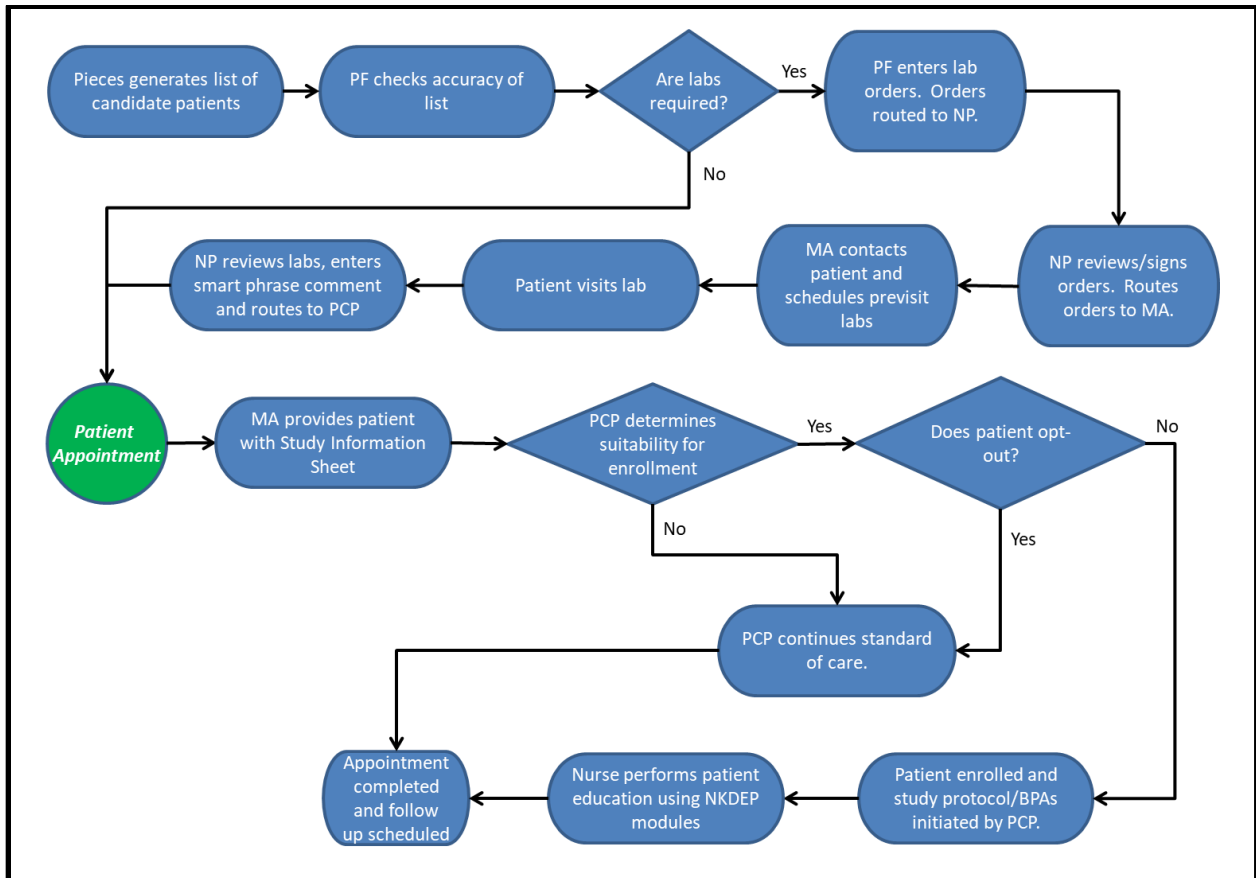 Pieces generates list of
candidate patients
PF checks accuracy of
list
Are labs
required?
Yes
PF enters lab
orders.  Orders
routed to NP.
No
NP reviews labs, enters
smart phrase comment
and routes to PCP
Patient visits lab
MA contacts
patient and
schedules previsit
labs
NP reviews/signs
orders.  Routes
orders to MA.
Patient
Appointment
MA provides patient
with Study Information
Sheet
PCP determines
suitability for
enrollment
Yes
Does patient opt-
out?
No
No
Yes
PCP continues standard
of care.
Appointment
completed
and follow
up scheduled
Nurse performs patient
education using NKDEP
modules
Patient enrolled and
study protocol/BPAs
initiated by PCP.